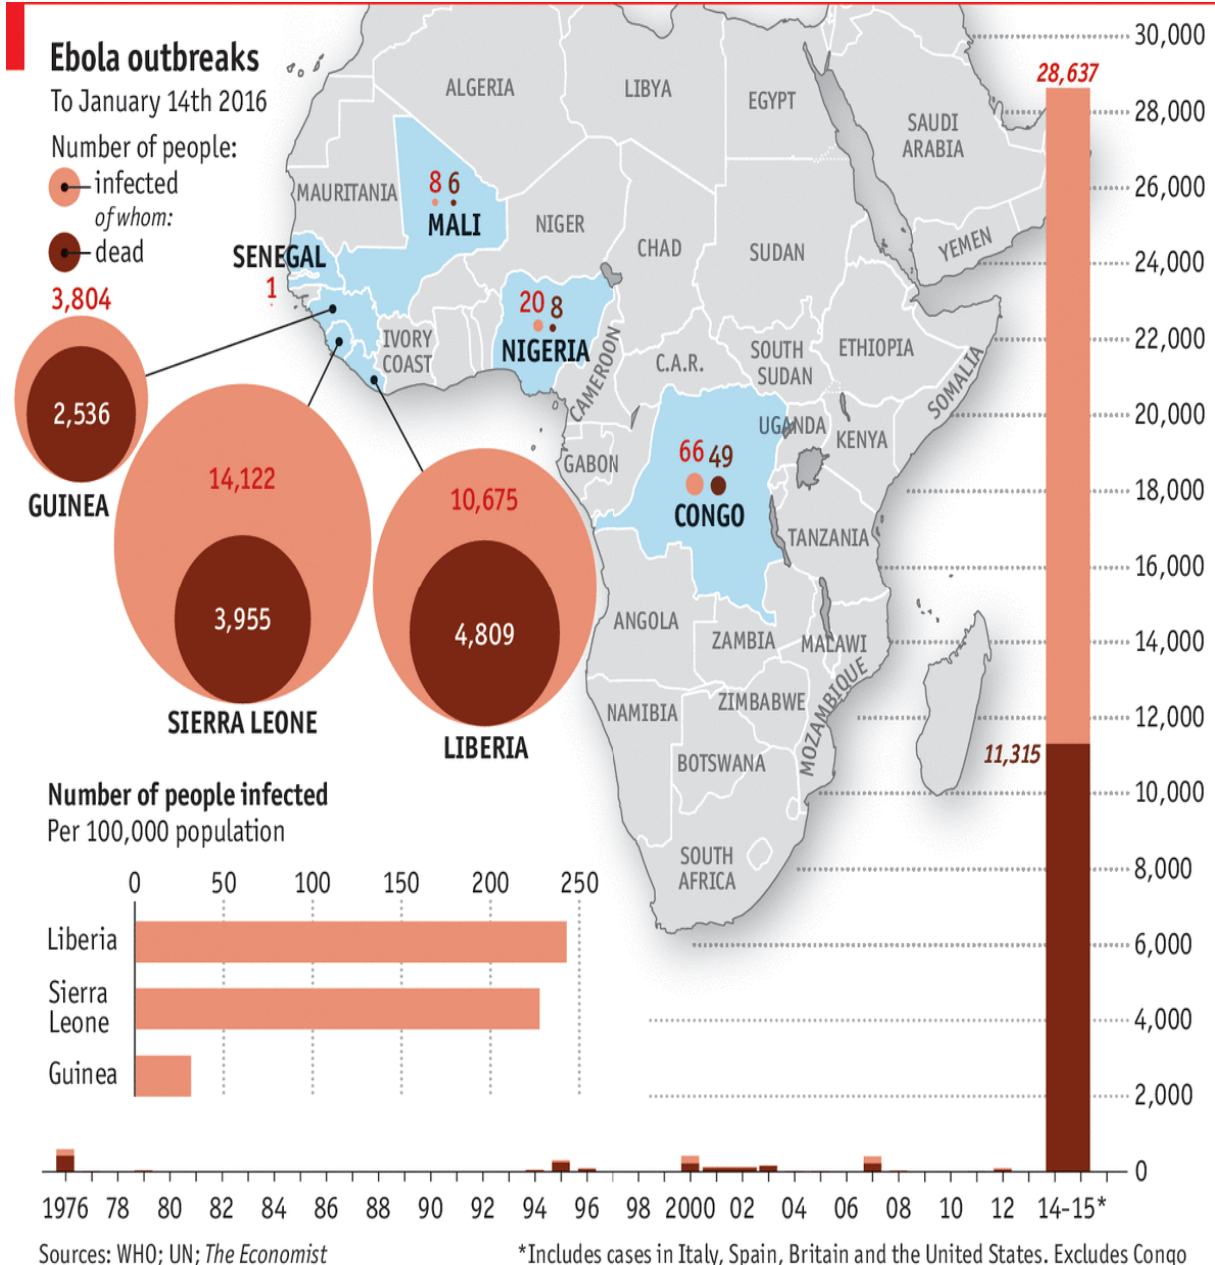 Ebola outbreaks
To January 14th 2016
Number of people:
infected
of whom:
dead
ALGERIA
LIBYA
EGYPT
SAUDI
ARABIA
MAURITANIA
8 6
MALI
NIGER
CHAD
SUDAN
YEMEN
SENEGAL
1
20 8
NIGERIA
IVORY
COAST
CAMEROON
C.A.R.
SOUTH
SUDAN
ETHIOPIA
SOMALIA
UGANDA
KENYA
GABON
66 49
CONGO
TANZANIA
ANGOLA
ZAMBIA
MALAWI
MOZAMBIQUE
NAMIBIA
ZIMBABWE
BOTSWANA
SOUTH
AFRICA
3,804
2,536
GUINEA
14,122
3,955
SIERRA LEONE
10,675
4,809
LIBERIA
30,000
28,637
28,000
26,000
24,000
22,000
20,000
18,000
16,000
14,000
12,000
11,315
10,000
8,000
6,000
4,000
2,000
0
Number of people infected
Per 100,000 population
0 50 100 150 200 250
Liberia
Sierra
Leone
Guinea
1976 78 80 82 84 86 88 90 92 94 96 98 2000 02 04 06 08 10 12 14-15*
Sources: WHO; UN; The Economist
*Includes cases in Italy, Spain, Britain and the United States. Excludes Congo